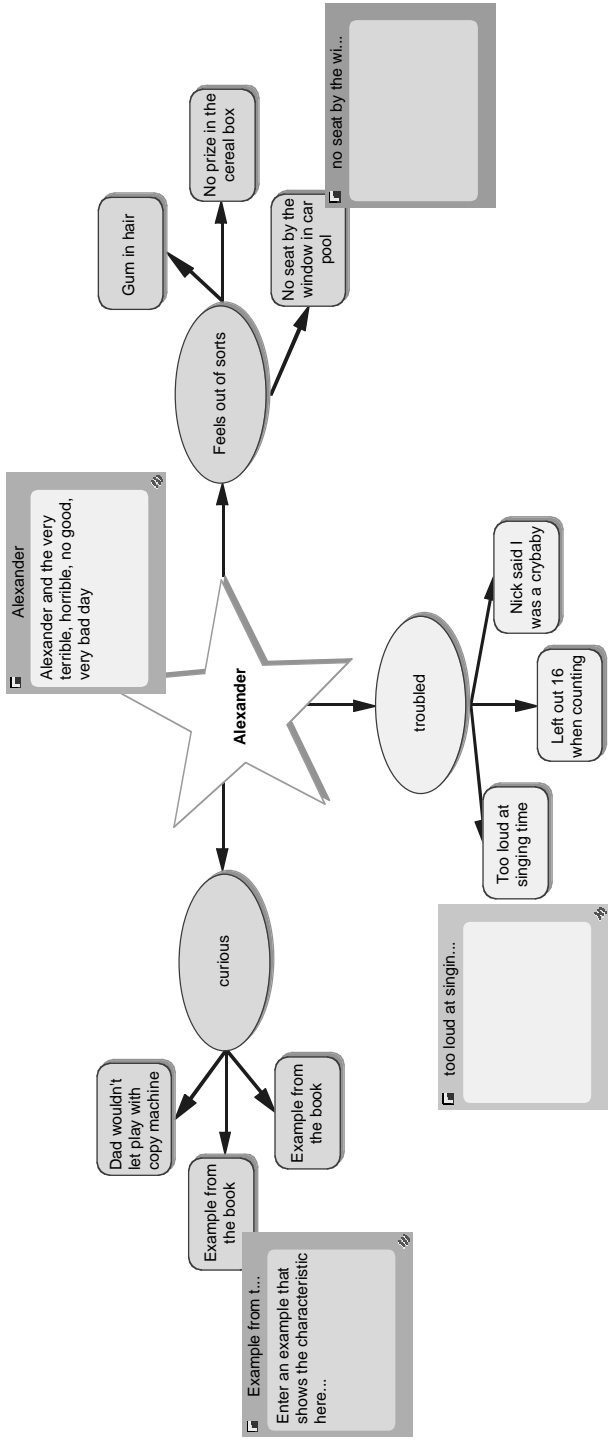 Alexander
Alexander and the very
terrible, horrible, no good,
very bad day
Alexander
curious
Dad wouldn't
let play with
copy machine
Example from
the book
Example from
the book
Example from t...
Enter an example that
shows the characteristic
here...
Feels out of sorts
Gum in hair
No prize in the
cereal box
No seat by the
window in car
pool
no seat by the wi...
troubled
Too loud at
singing time
Left out 16
when counting
Nick said I
was a crybaby
too loud at singin...